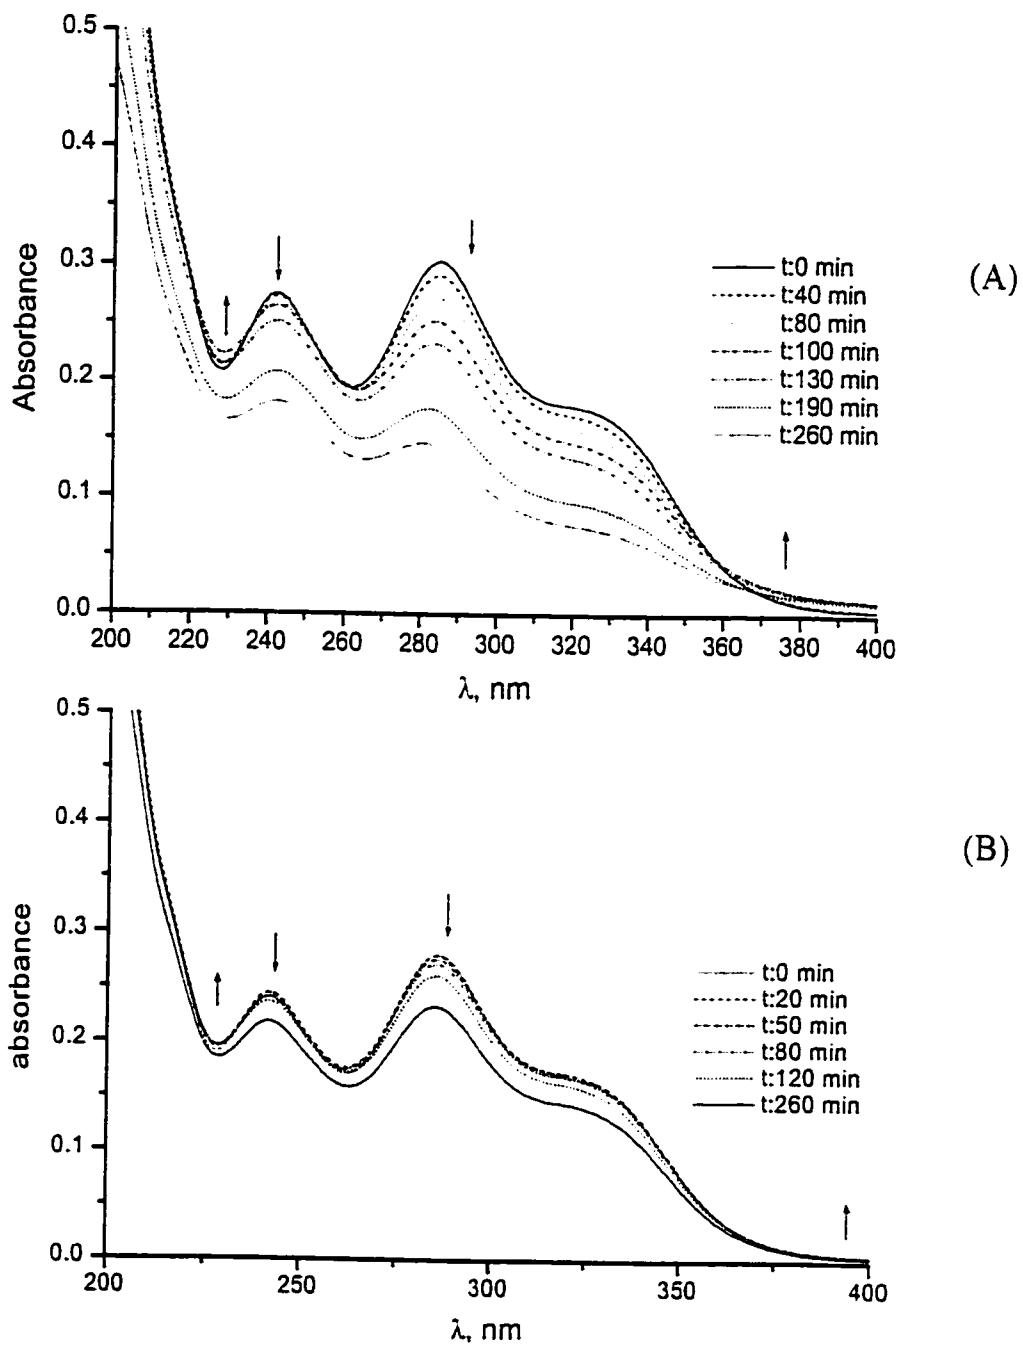 0.5
0.4
0.3
0.2
0.1
0.0
Absorbance
t:0 min
t:40 min
t:80 min
t:100 min
t:130 min
t:190 min
t:260 min
(A)
200 220 240 260 280 300 320 340 360 380 400
λ, nm
0.5
0.4
0.3
0.2
0.1
0.0
absorbance
(B)
t:0 min
t:20 min
t:50 min
t:80 min
t:120 min
t:260 min
200 250 300 350 400
λ, nm